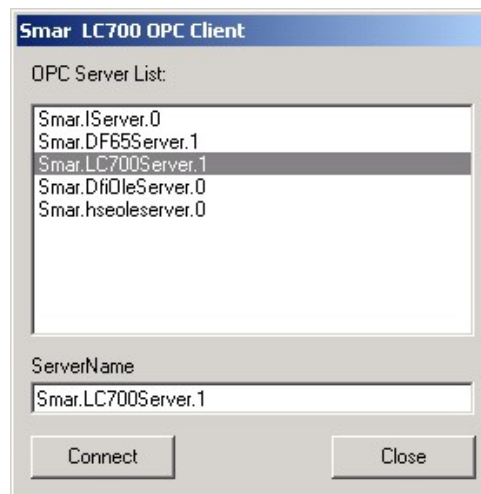 Smar LC700 OPC Client
OPC Server List:
Smar.IServer.0
Smar.DF65Server.1
Smar.LC700Server.1
Smar.DfiOleServer.0
Smar.hseoleserver.0
ServerName
Smar.LC700Server.1
Connect
Close